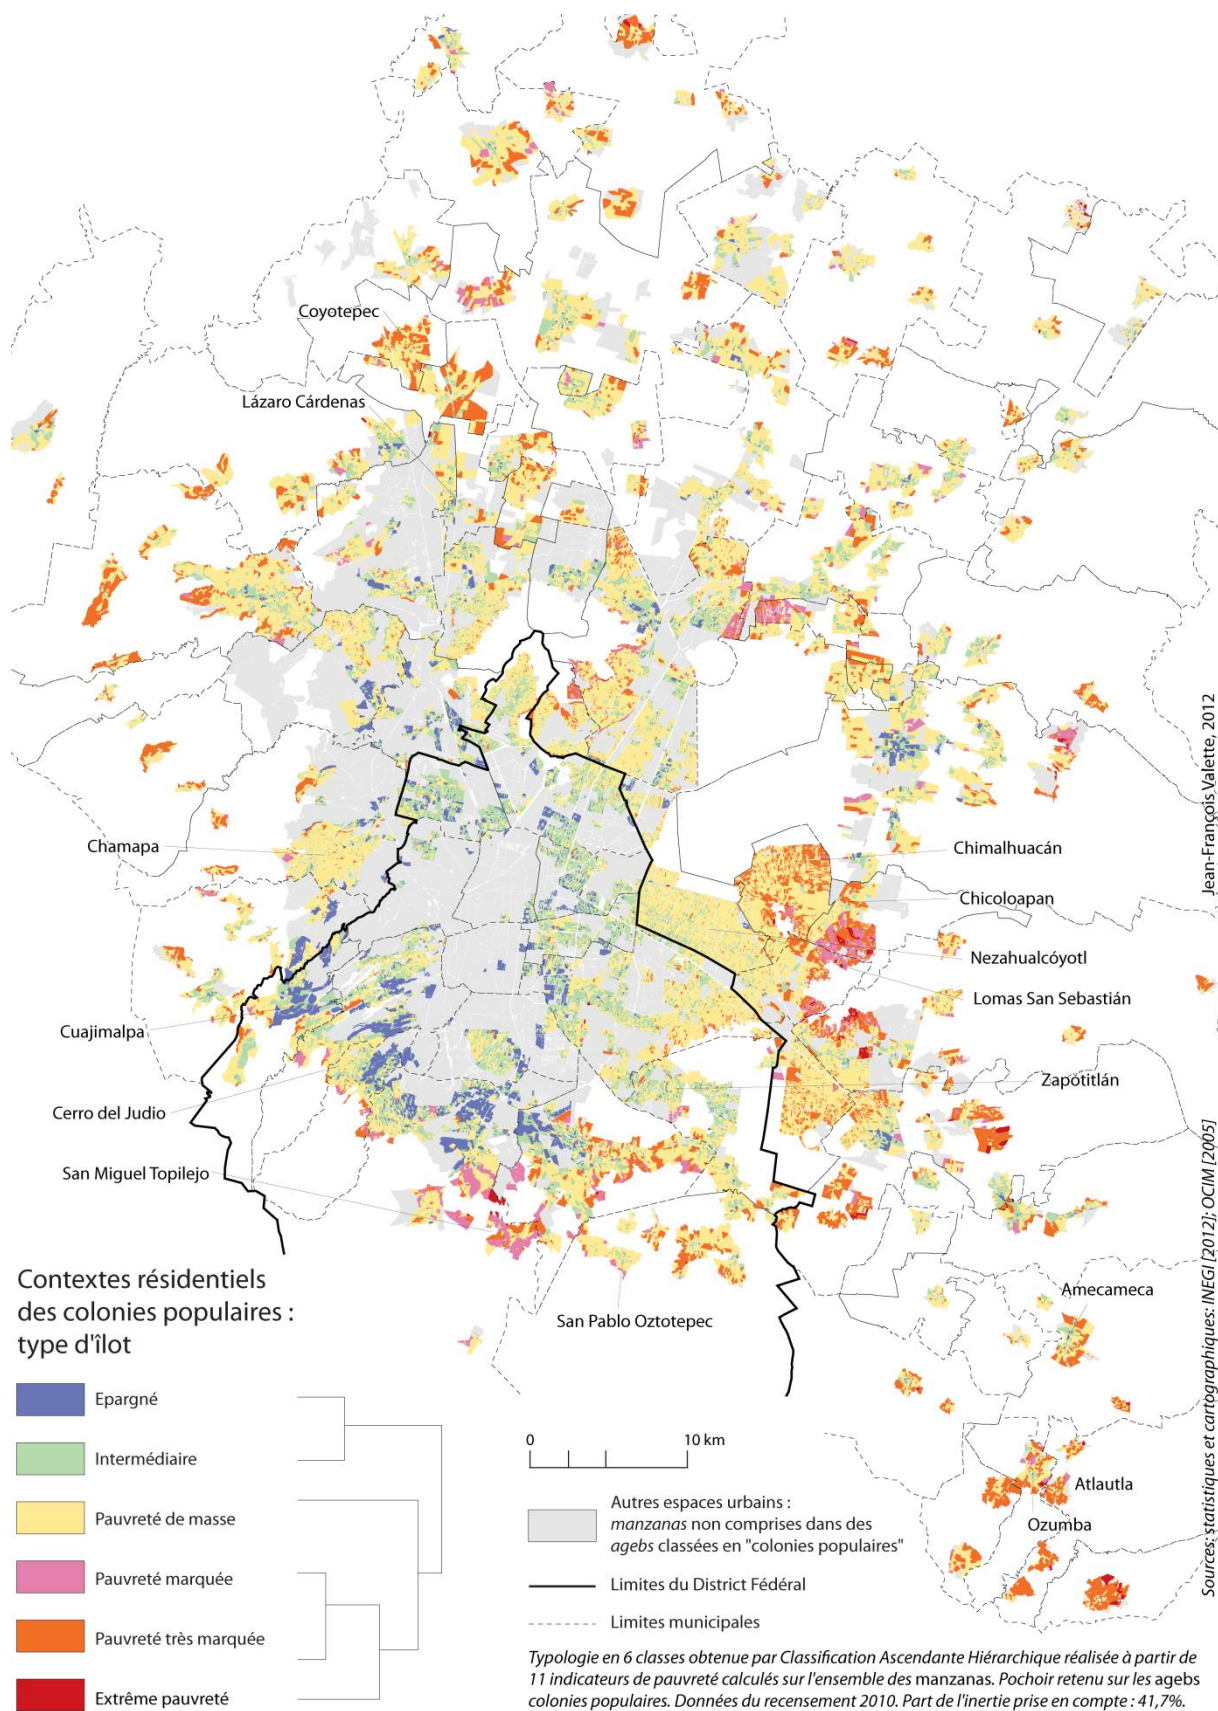 Coyotepec
Lázaro Cárdenas
Chamapa
Cuajimalpa
Cerro del Judio
San Miguel Topilejo
San Pablo Oztotepec
Chimalhuacán
Chicoloapan
Nezahualcóyotl
Lomas San Sebastián
Zapotitlán
Amecameca
Atlautla
Ozumba
Jean-François Valette, 2012
Sources: statistiques et cartographiques: INEGI [2012]; OCIM [2005]
Contextes résidentiels
des colonies populaires :
type d'îlot
Epargné
Intermédiaire
Pauvreté de masse
Pauvreté marquée
Pauvreté très marquée
Extrême pauvreté
0 10 km
Autres espaces urbains :
manzanas non comprises dans des
agebs classées en "colonies populaires"
Limites du District Fédéral
Limites municipales
Typologie en 6 classes obtenue par Classification Ascendante Hiérarchique réalisée à partir de
11 indicateurs de pauvreté calculés sur l'ensemble des manzanas. Pochoir retenu sur les agebs
colonies populaires. Données du recensement 2010. Part de l'inertie prise en compte : 41,7%.